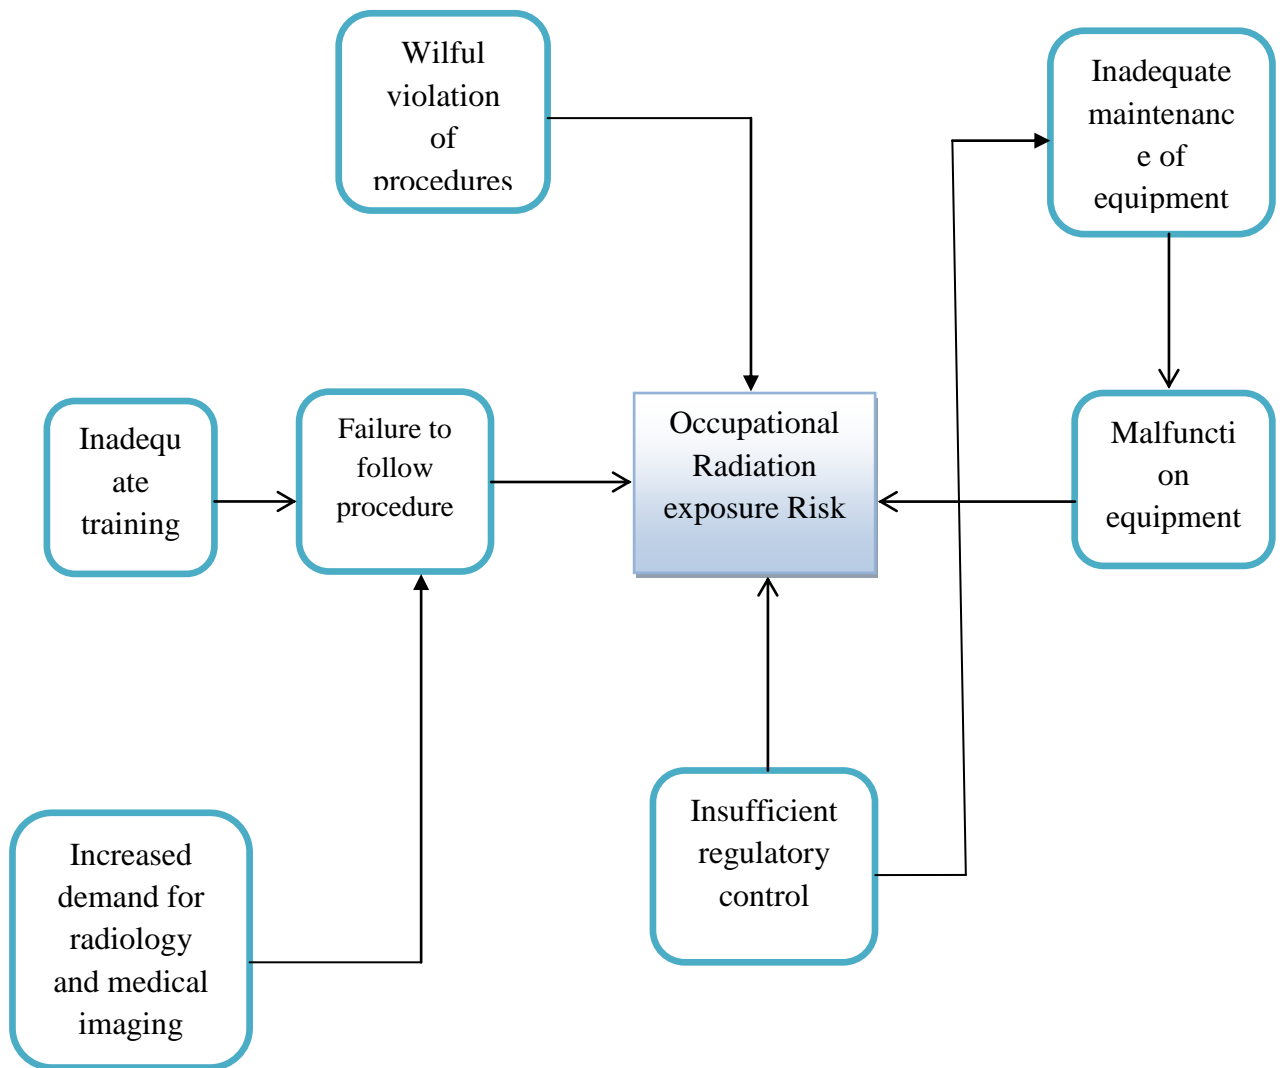 Wilful
violation
of
procedures
Inadequate
maintenanc
e of
equipment
Inadequ
ate
training
Failure to
follow
procedure
Occupational
Radiation
exposure Risk
Malfuncti
on
equipment
Increased
demand for
radiology
and medical
imaging
Insufficient
regulatory
control